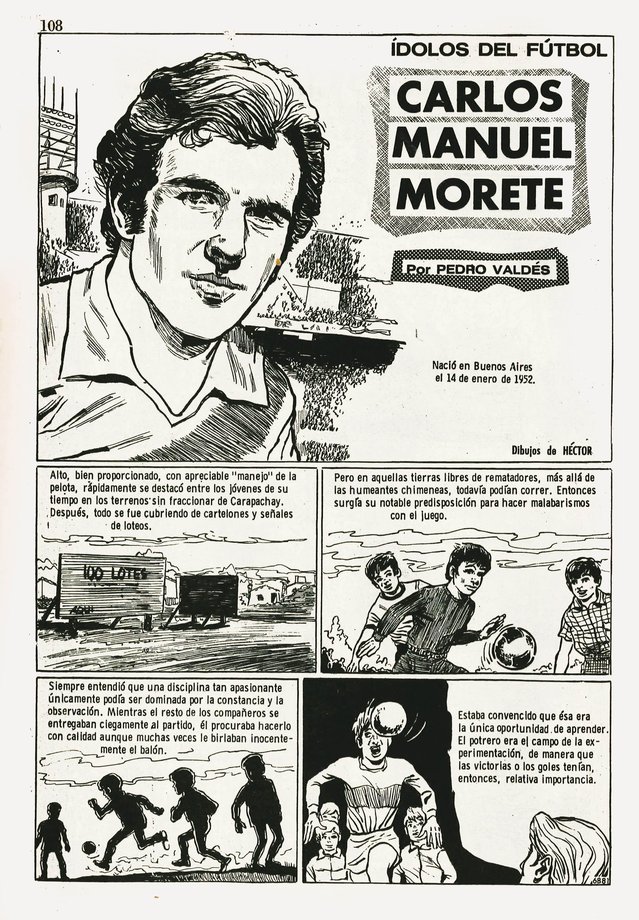 108
ÍDOLOS DEL FÚTBOL
CARLOS
MANUEL
MORETE
Por PEDRO VALDÉS
Nació en Buenos Aires
el 14 de enero de 1952.
Dibujos de HÉCTOR
Alto, bien proporcionado, con apreciable "manejo" de la
pelota, rápidamente se destacó entre los jóvenes de su
tiempo en los terrenos sin fraccionar de Carapachay.
Después, todo se fue cubriendo de cartelones y señales
de loteos.
100 LOTES
AQUI
Pero en aquellas tierras libres de rematadores, más allá de
las humeantes chimeneas, todavía podían correr. Entonces
surgía su notable predisposición para hacer malabarismos
con el juego.
Siempre entendió que una disciplina tan apasionante
únicamente podía ser dominada por la constancia y la
observación. Mientras el resto de los compañeros se
entregaban ciegamente al partido, él procuraba hacerlo
con calidad aunque muchas veces le birlaban inocente-
mente el balón.
Estaba convencido que ésa era
la única oportunidad de aprender.
El potrero era el campo de la ex-
perimentación, de manera que
las victorias o los goles tenían,
entonces, relativa importancia.
688